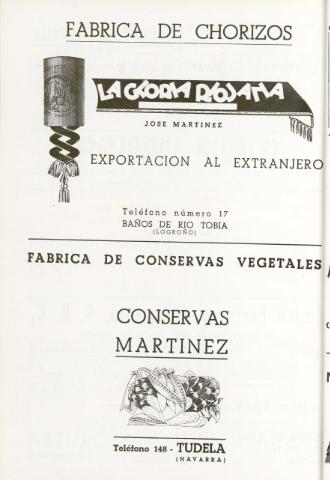 FABRICA DE CHORIZOS
LA GLORIA RIOJANA
JOSE MARTINEZ
EXPORTACION AL EXTRANJERO
Teléfono número 17
BAÑOS DE RIO TOBIA
(LOGROÑO)
FABRICA DE CONSERVAS VEGETALES
CONSERVAS
MARTINEZ
Teléfono 148 - TUDELA
(NAVARRA)